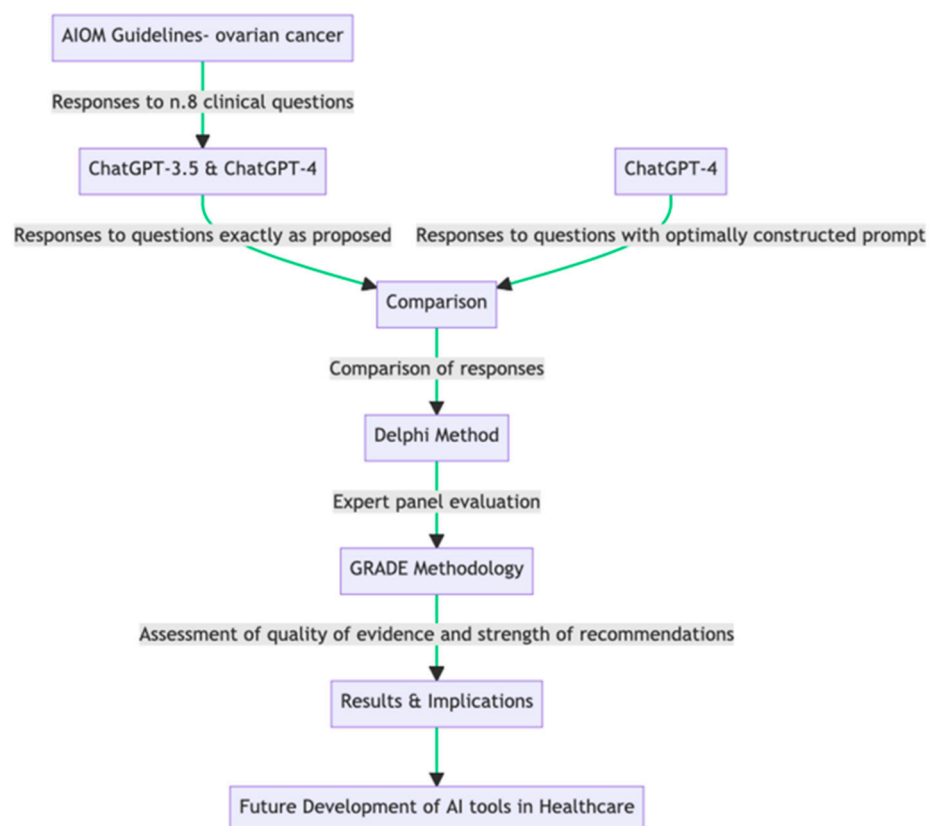 AIOM Guidelines- ovarian cancer
Responses to n.8 clinical questions
ChatGPT-3.5 & ChatGPT-4
ChatGPT-4
Responses to questions exactly as proposed
Responses to questions with optimally constructed prompt
Comparison
Comparison of responses
Delphi Method
Expert panel evaluation
GRADE Methodology
Assessment of quality of evidence and strength of recommendations
Results & Implications
Future Development of AI tools in Healthcare